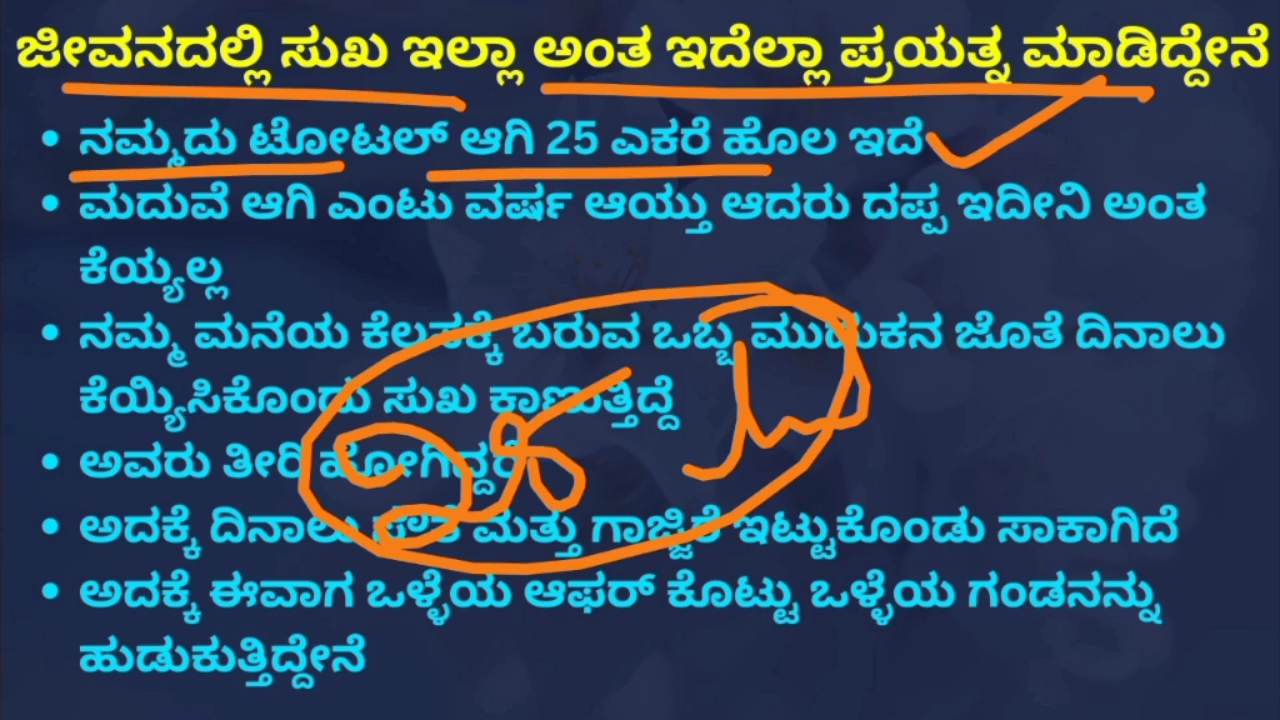 ಜೀವನದಲ್ಲಿ ಸುಖ ಇಲ್ಲಾ ಅಂತ ಇದೆಲ್ಲಾ ಪ್ರಯತ್ನ ಮಾಡಿದ್ದೇನೆ
• ನಮ್ಮದು ಟೋಟಲ್ ಆಗಿ 25 ಎಕರೆ ಹೊಲ ಇದೆ
• ಮದುವೆ ಆಗಿ ಎಂಟು ವರ್ಷ ಆಯ್ತು ಆದರು ದಪ್ಪ ಇದೀನಿ ಅಂತ
ಕೆಯ್ಯಲ್ಲ
• ನಮ್ಮ ಮನೆಯ ಕೆಲಸಕ್ಕೆ ಬರುವ ಒಬ್ಬ ಮುದುಕನ ಜೊತೆ ದಿನಾಲು
ಕೆಯ್ಯಿಸಿಕೊಂದು ಸುಖ ಕಾಣುತ್ತಿದ್ದೆ
• ಅವರು ತೀರಿ ಹೋಗಿದ್ದರೆ
• ಅದಕ್ಕೆ ದಿನಾಲು ಮತ್ತು ಗಾಜ್ಜಿರೆ ಇಟ್ಟುಕೊಂಡು ಸಾಕಾಗಿದೆ
• ಅದಕ್ಕೆ ಈವಾಗ ಒಳ್ಳೆಯ ಆಫರ್ ಕೊಟ್ಟು ಒಳ್ಳೆಯ ಗಂಡನನ್ನು
ಹುಡುಕುತ್ತಿದ್ದೇನೆ